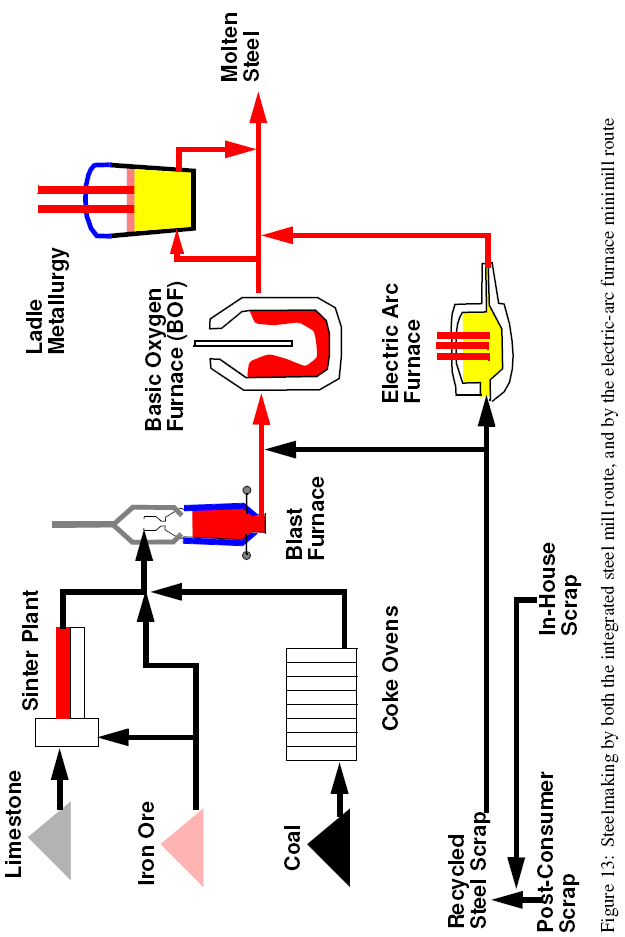 Limestone
Iron Ore
Coal
Recycled
Steel Scrap
Post-Consumer
Scrap
In-House
Scrap
Sinter Plant
Coke Ovens
Blast
Furnace
Basic Oxygen
Furnace (BOF)
Electric Arc
Furnace
Ladle
Metallurgy
Molten
Steel
Figure 13: Steelmaking by both the integrated steel mill route, and by the electric-arc furnace minimill route